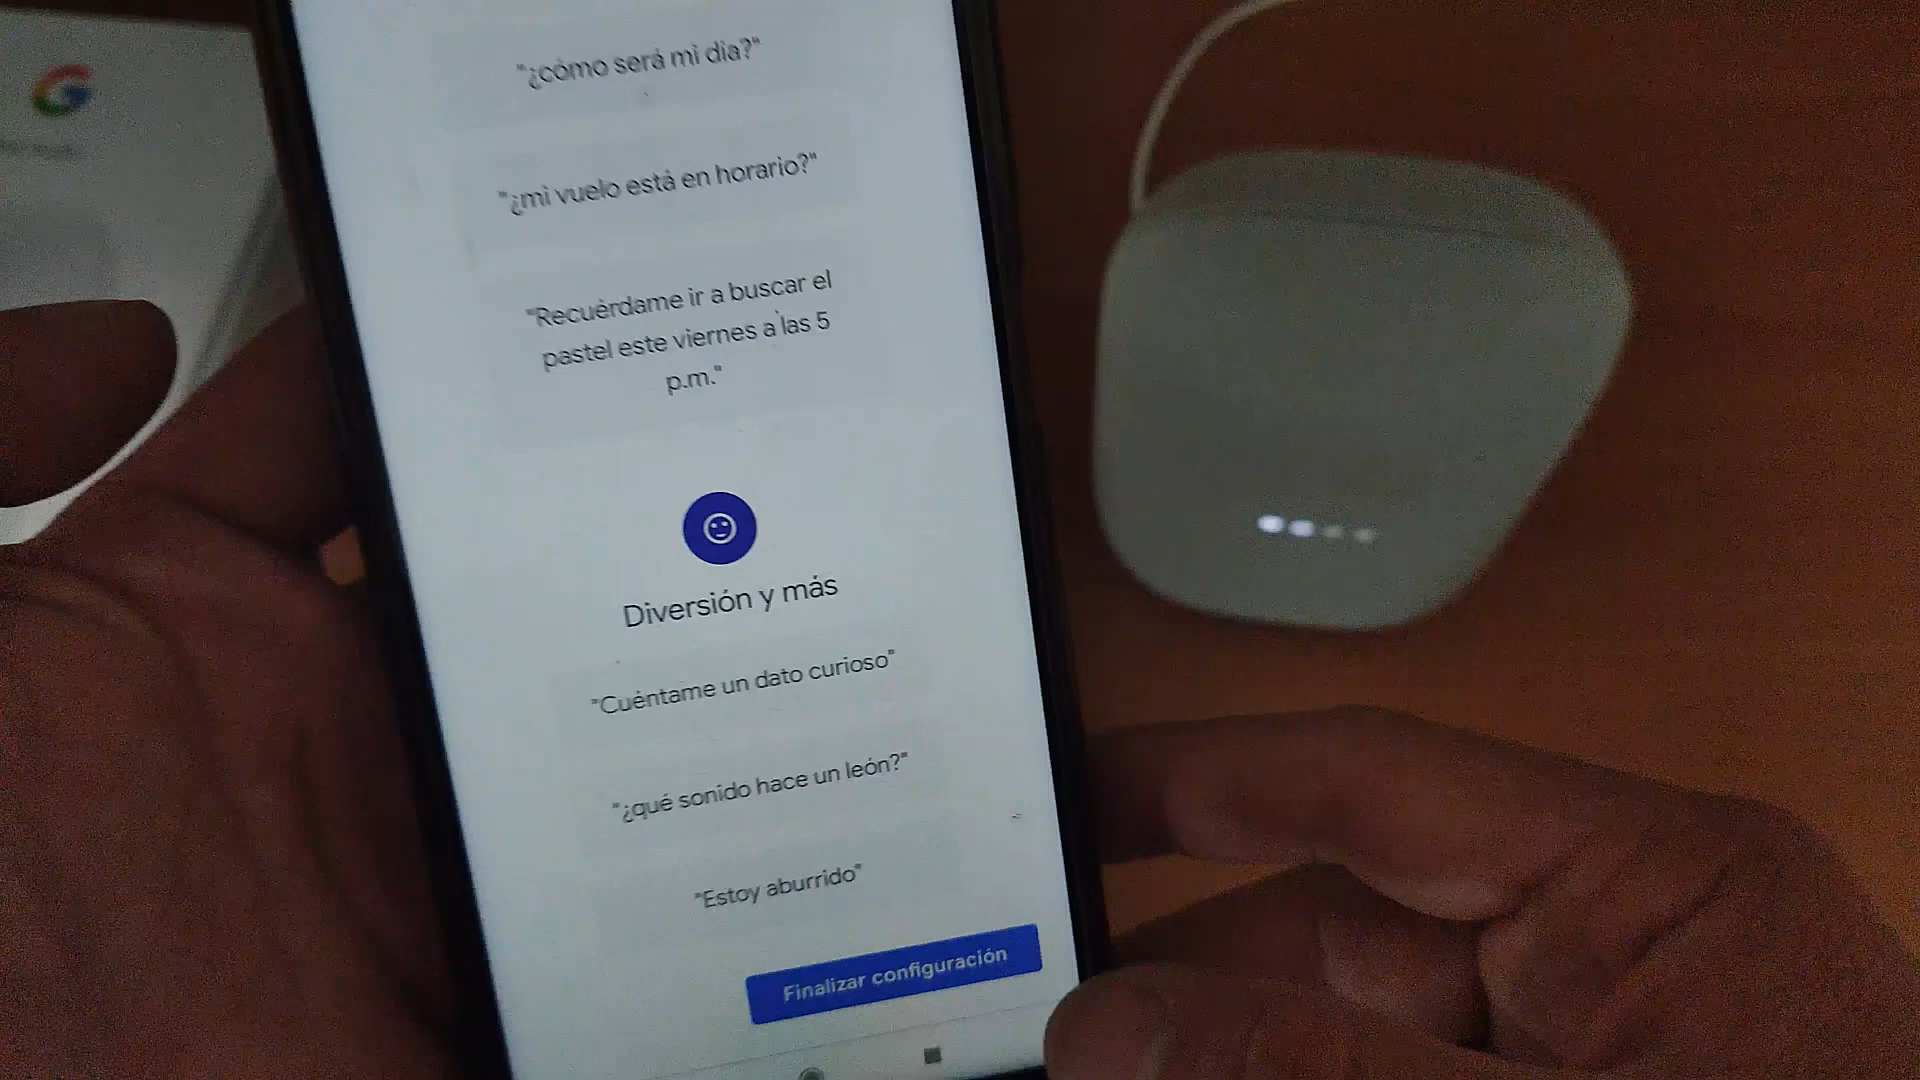 "¿cómo será mi día?"
"¿mi vuelo está en horario?"
"Recuérdame ir a buscar el
pastel este viernes a las 5
p.m."
Diversión y más
"Cuéntame un dato curioso"
"¿qué sonido hace un león?"
"Estoy aburrido"
Finalizar configuración